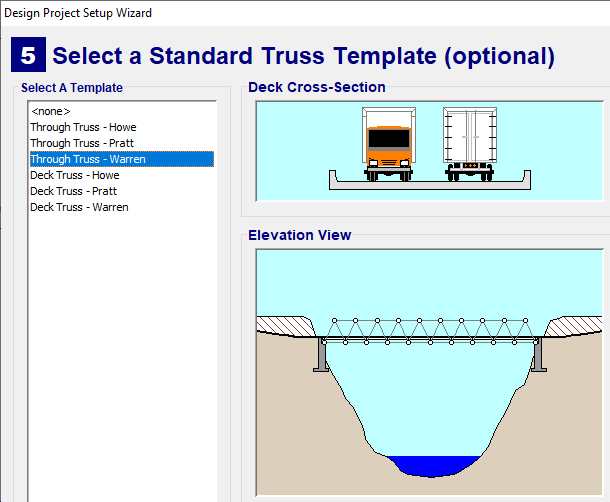 Design Project Setup Wizard
5 Select a Standard Truss Template (optional)
Select A Template
<none>
Through Truss - Howe
Through Truss - Pratt
Through Truss - Warren
Deck Truss - Howe
Deck Truss - Pratt
Deck Truss - Warren
Deck Cross-Section
Elevation View